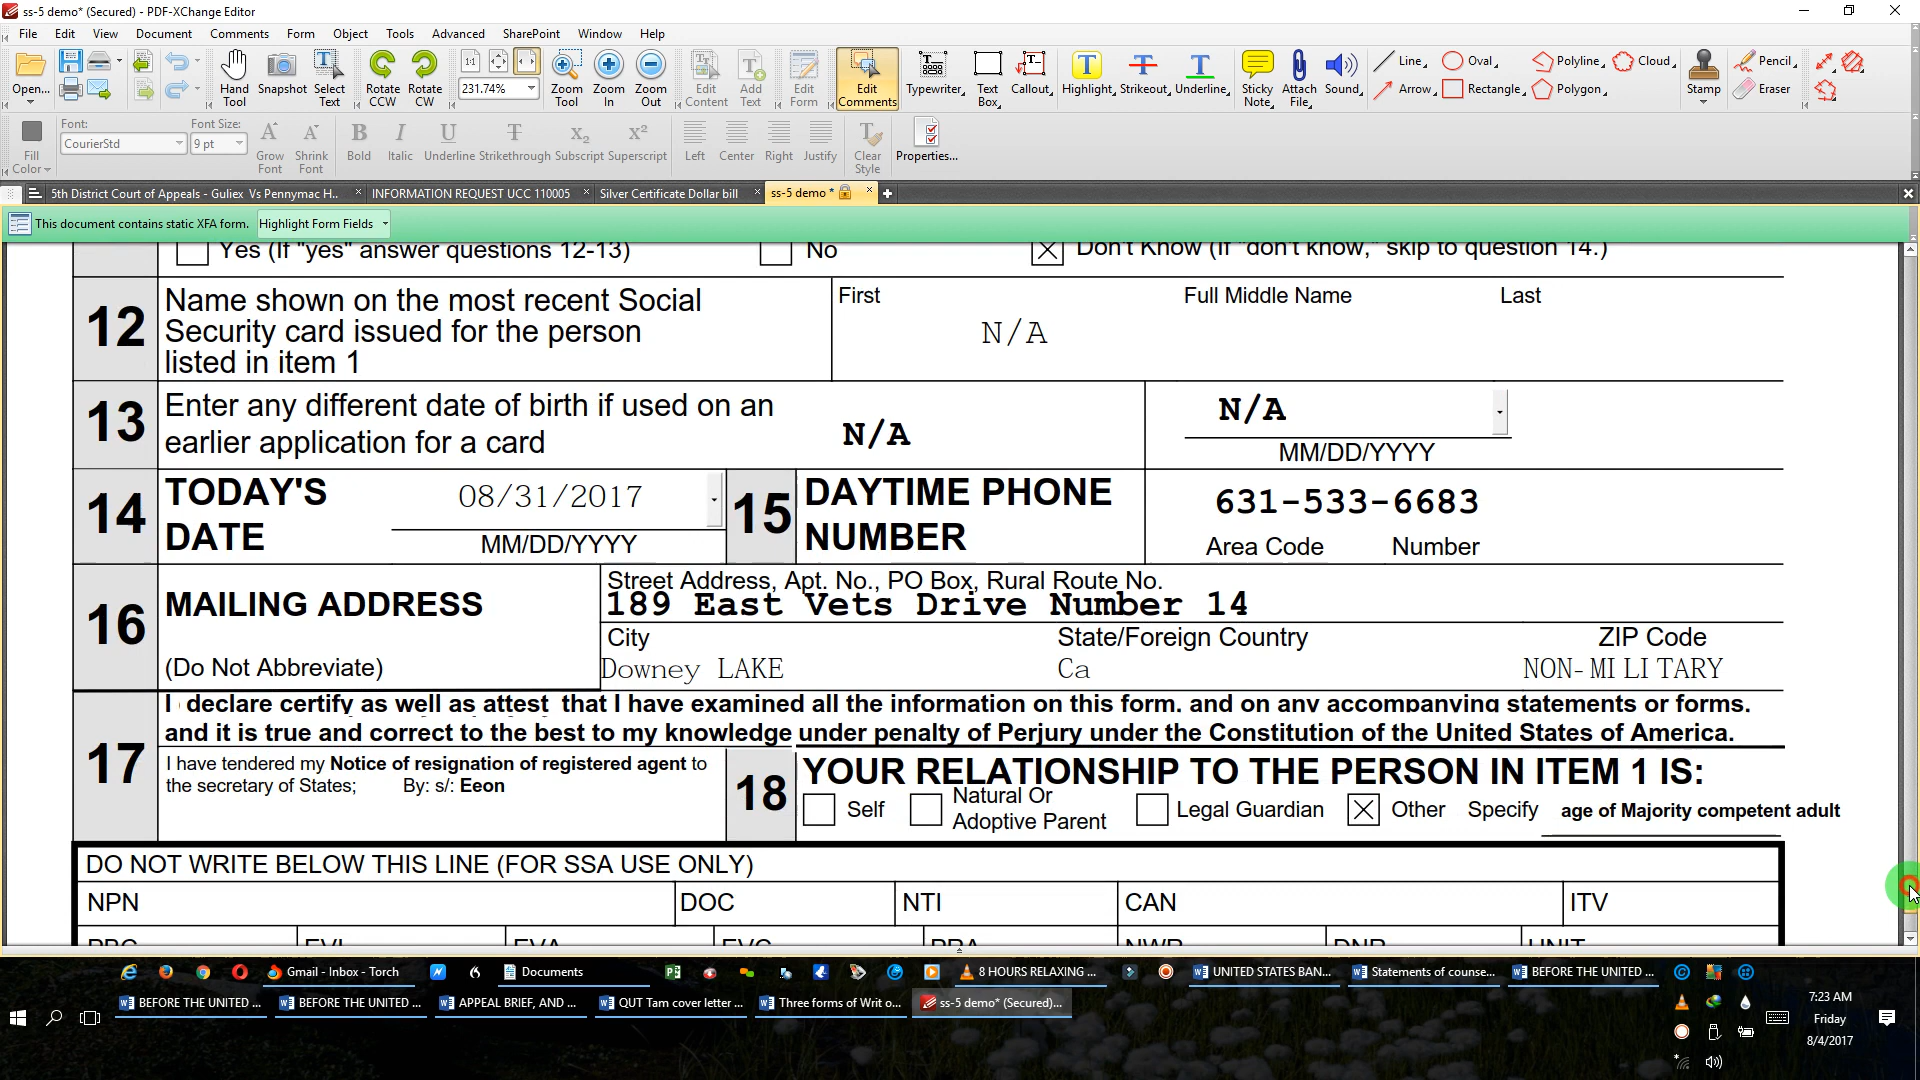 ss-5 demo* (Secured) - PDF-XChange Editor
File Edit View Document Comments Form Object Tools Advanced SharePoint Window Help
Open... 231.74% Hand Tool Snapshot Select Text Rotate CCW Rotate CW Zoom Tool Zoom In Zoom Out Edit Content Add Text Edit Form Edit Comments Typewriter Text Box Callout Highlight Strikeout Underline Sticky Note Attach File Sound Line Arrow Oval Rectangle Polyline Polygon Cloud Stamp Pencil Eraser
Fill Color Font: CourierStd Font Size: 9 pt Grow Font Shrink Font Bold Italic Underline Strikethrough Subscript Superscript Left Center Right Justify Clear Style Properties...
5th District Court of Appeals - Guliex Vs Pennymac H.. INFORMATION REQUEST UCC 110005 Silver Certificate Dollar bill ss-5 demo *
This document contains static XFA form. Highlight Form Fields
Yes (If "yes" answer questions 12-13) No Don't Know (If "don't know," skip to question 14.)
12 Name shown on the most recent Social Security card issued for the person listed in item 1 First Full Middle Name Last
N/A
13 Enter any different date of birth if used on an earlier application for a card N/A N/A
MM/DD/YYYY
14 TODAY'S DATE 08/31/2017 MM/DD/YYYY 15 DAYTIME PHONE NUMBER 631-533-6683
Area Code Number
16 MAILING ADDRESS Street Address, Apt. No., PO Box, Rural Route No.
189 East Vets Drive Number 14
City State/Foreign Country ZIP Code
(Do Not Abbreviate) Downey LAKE Ca NON-MILITARY
17 I declare certify as well as attest that I have examined all the information on this form, and on any accompanying statements or forms,
and it is true and correct to the best to my knowledge under penalty of Perjury under the Constitution of the United States of America.
I have tendered my Notice of resignation of registered agent to
the secretary of States; By: s/: Eeon
18 YOUR RELATIONSHIP TO THE PERSON IN ITEM 1 IS:
Self Natural Or Adoptive Parent Legal Guardian Other Specify age of Majority competent adult
DO NOT WRITE BELOW THIS LINE (FOR SSA USE ONLY)
NPN DOC NTI CAN ITV
PBC EVI EVA EVC PRA NWR DNR UNIT
Gmail - Inbox - Torch Documents 8 HOURS RELAXING ... UNITED STATES BAN... Statements of counse... BEFORE THE UNITED ...
BEFORE THE UNITED ... BEFORE THE UNITED ... APPEAL BRIEF, AND ... QUT Tam cover letter ... Three forms of Writ o... ss-5 demo* (Secured)...
7:23 AM
Friday
8/4/2017